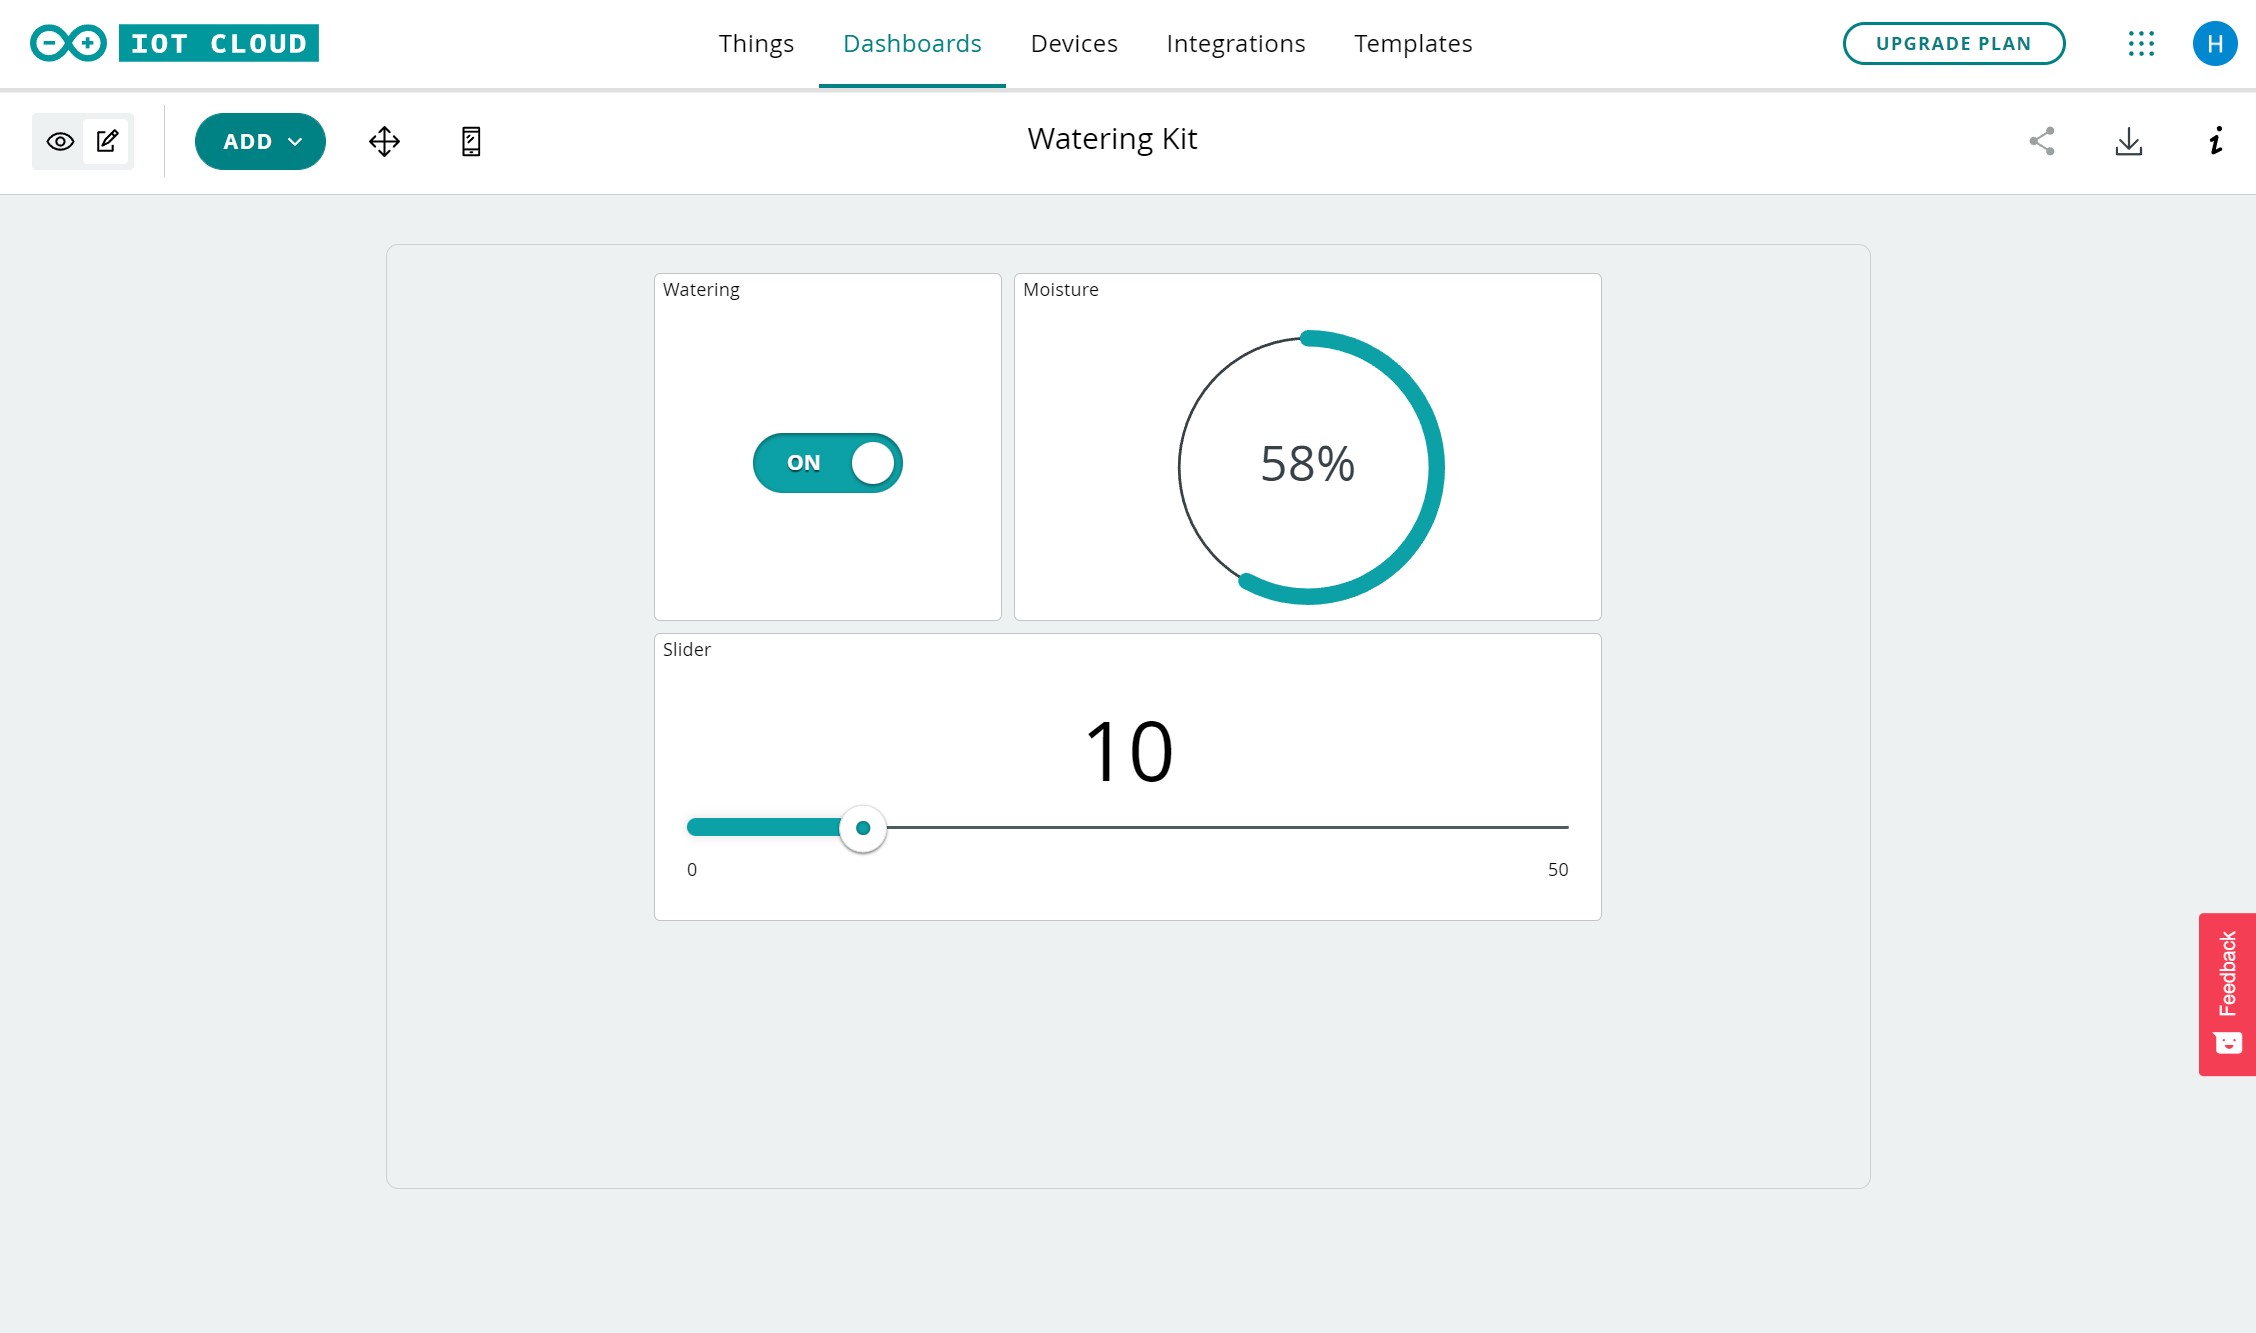 IOT CLOUD
Things
Dashboards
Devices
Integrations
Templates
UPGRADE PLAN
H
ADD
Watering Kit
i
Watering
Moisture
ON
58%
Slider
10
0
50
Feedback